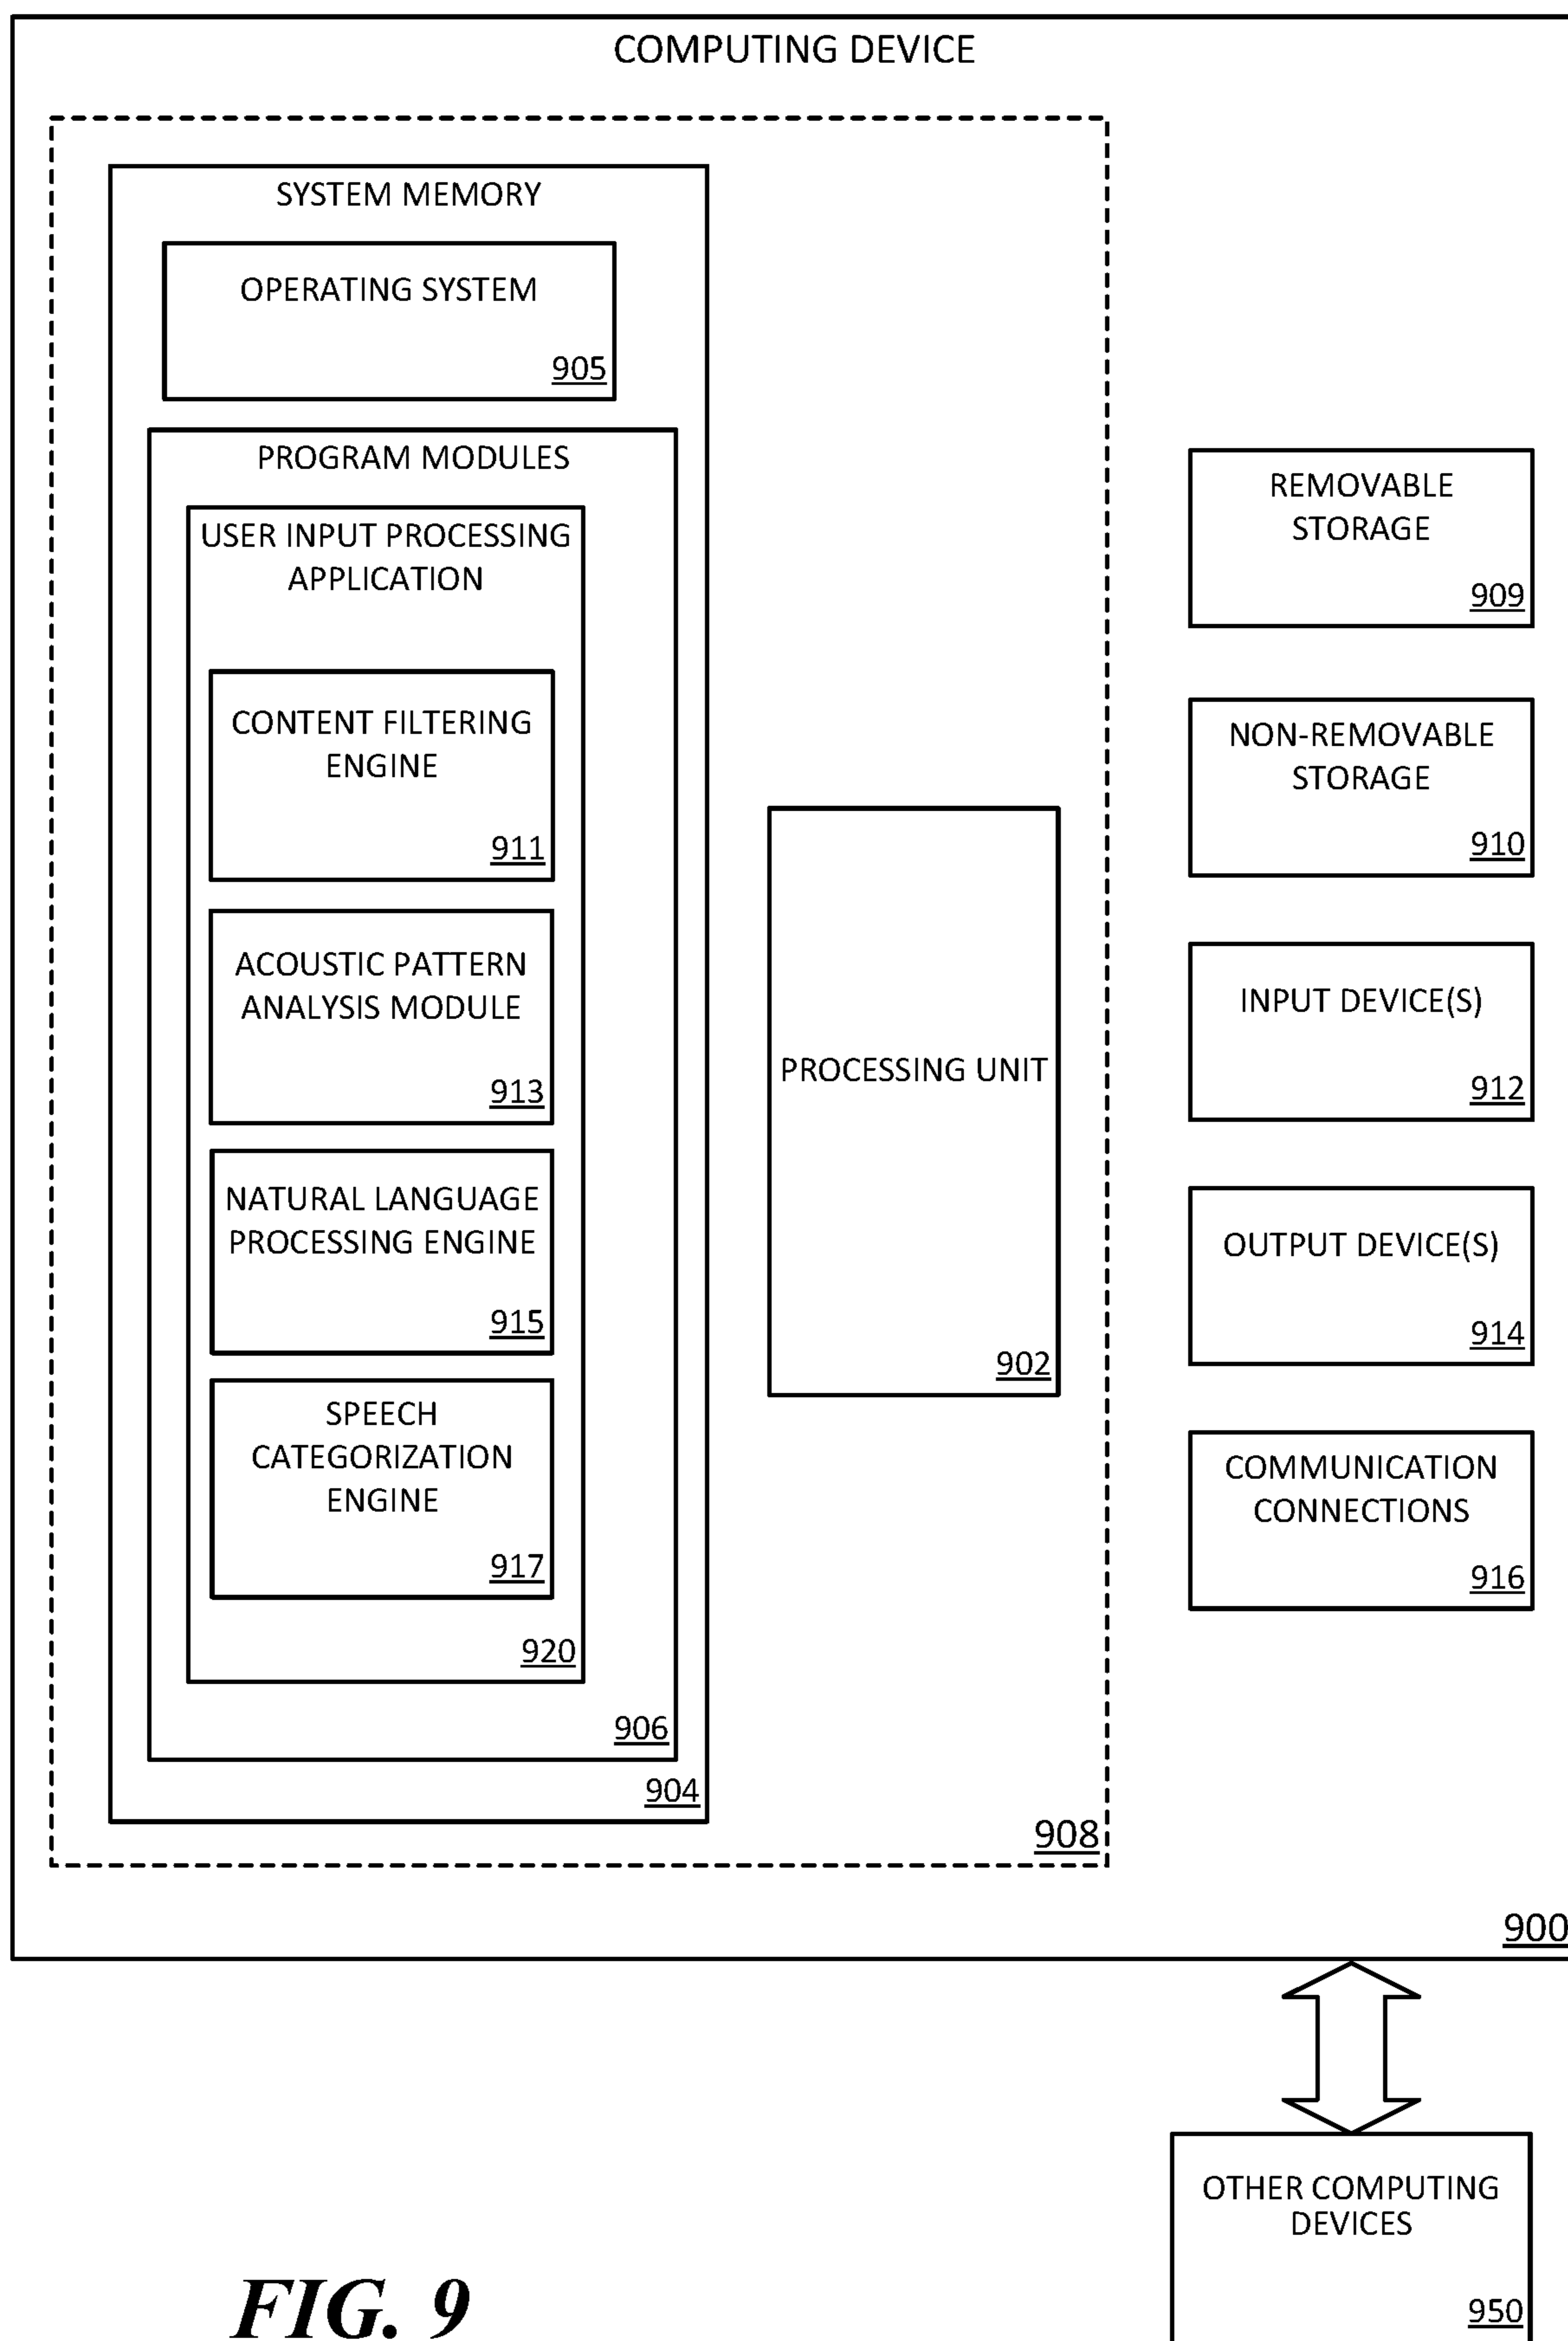 COMPUTING DEVICE
SYSTEM MEMORY
OPERATING SYSTEM
905
PROGRAM MODULES
USER INPUT PROCESSING
APPLICATION
CONTENT FILTERING
ENGINE
911
ACOUSTIC PATTERN
ANALYSIS MODULE
913
NATURAL LANGUAGE
PROCESSING ENGINE
915
SPEECH
CATEGORIZATION
ENGINE
917
920
906
904
PROCESSING UNIT
902
908
REMOVABLE
STORAGE
909
NON-REMOVABLE
STORAGE
910
INPUT DEVICE(S)
912
OUTPUT DEVICE(S)
914
COMMUNICATION
CONNECTIONS
916
900
OTHER COMPUTING
DEVICES
950
FIG. 9